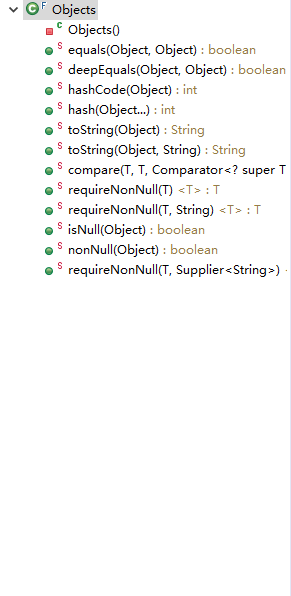 Objects
Objects()
equals(Object, Object) : boolean
deepEquals(Object, Object) : boolean
hashCode(Object) : int
hash(Object...) : int
toString(Object) : String
toString(Object, String) : String
compare(T, T, Comparator<? super T
requireNonNull(T) <T> : T
requireNonNull(T, String) <T> : T
isNull(Object) : boolean
nonNull(Object) : boolean
requireNonNull(T, Supplier<String>)